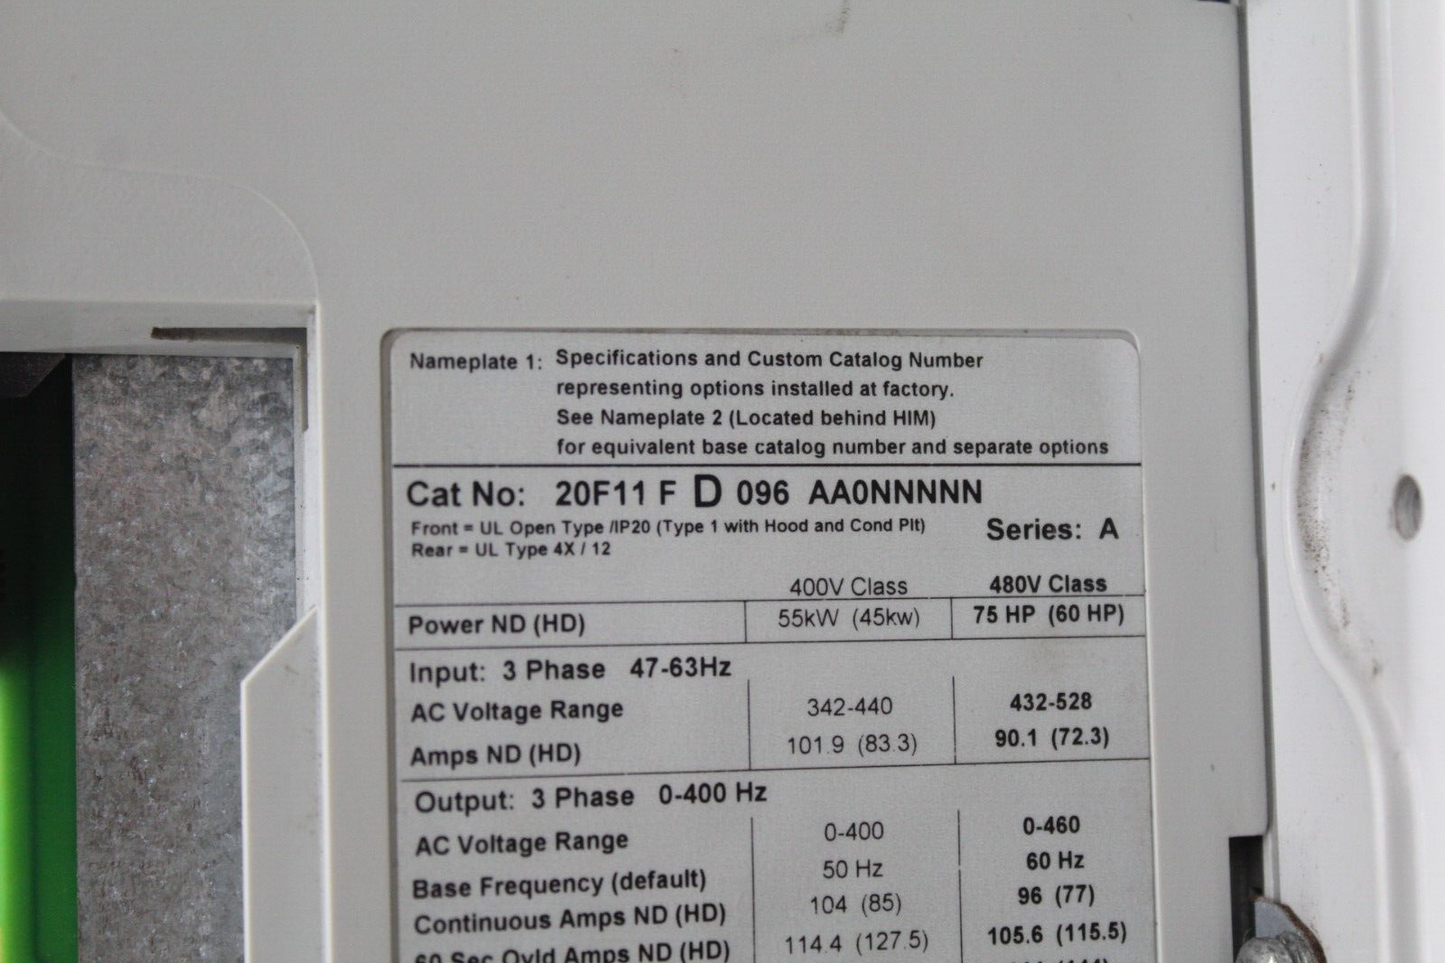 Nameplate 1: Specifications and Custom Catalog Number
representing options installed at factory.
See Nameplate 2 (Located behind HIM)
for equivalent base catalog number and separate options
Cat No: 20F11 F D 096 AA0NNNNN
Front = UL Open Type /IP20 (Type 1 with Hood and Cond Plt)
Series: A
Rear = UL Type 4X / 12
400V Class 480V Class
Power ND (HD) 55kW (45kw) 75 HP (60 HP)
Input: 3 Phase 47-63Hz
AC Voltage Range 342-440 432-528
Amps ND (HD) 101.9 (83.3) 90.1 (72.3)
Output: 3 Phase 0-400 Hz
AC Voltage Range 0-400 0-460
Base Frequency (default) 50 Hz 60 Hz
Continuous Amps ND (HD) 104 (85) 96 (77)
60 Sec Ovld Amps ND (HD) 114.4 (127.5) 105.6 (115.5)